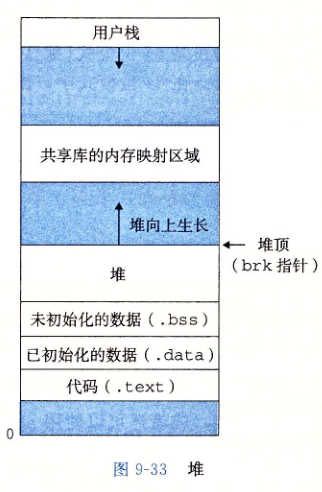 用户栈
共享库的内存映射区域
堆向上生长
堆顶
（brk 指针）
堆
未初始化的数据（.bss）
已初始化的数据（.data）
代码（.text）
0
图 9-33 堆